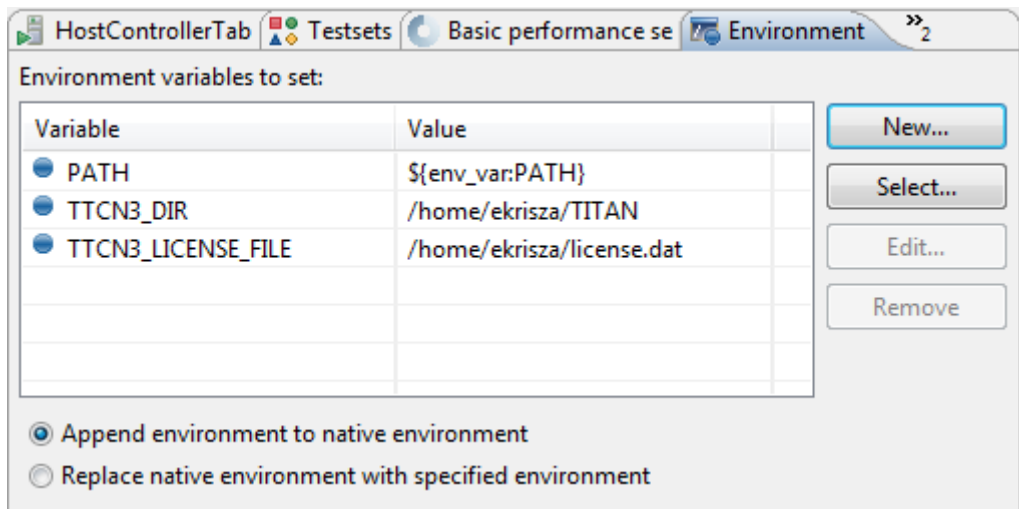 HostControllerTab Testsets Basic performance se Environment »2
Environment variables to set:
Variable Value New...
PATH ${env_var:PATH} Select...
TTCN3_DIR /home/ekrisza/TITAN
TTCN3_LICENSE_FILE /home/ekrisza/license.dat Edit...
Remove
Append environment to native environment
Replace native environment with specified environment